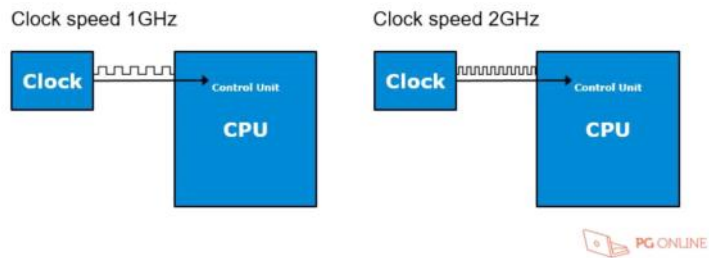 Clock speed 1GHz
Clock
Control Unit
CPU
Clock speed 2GHz
Clock
Control Unit
CPU
PG ONLINE